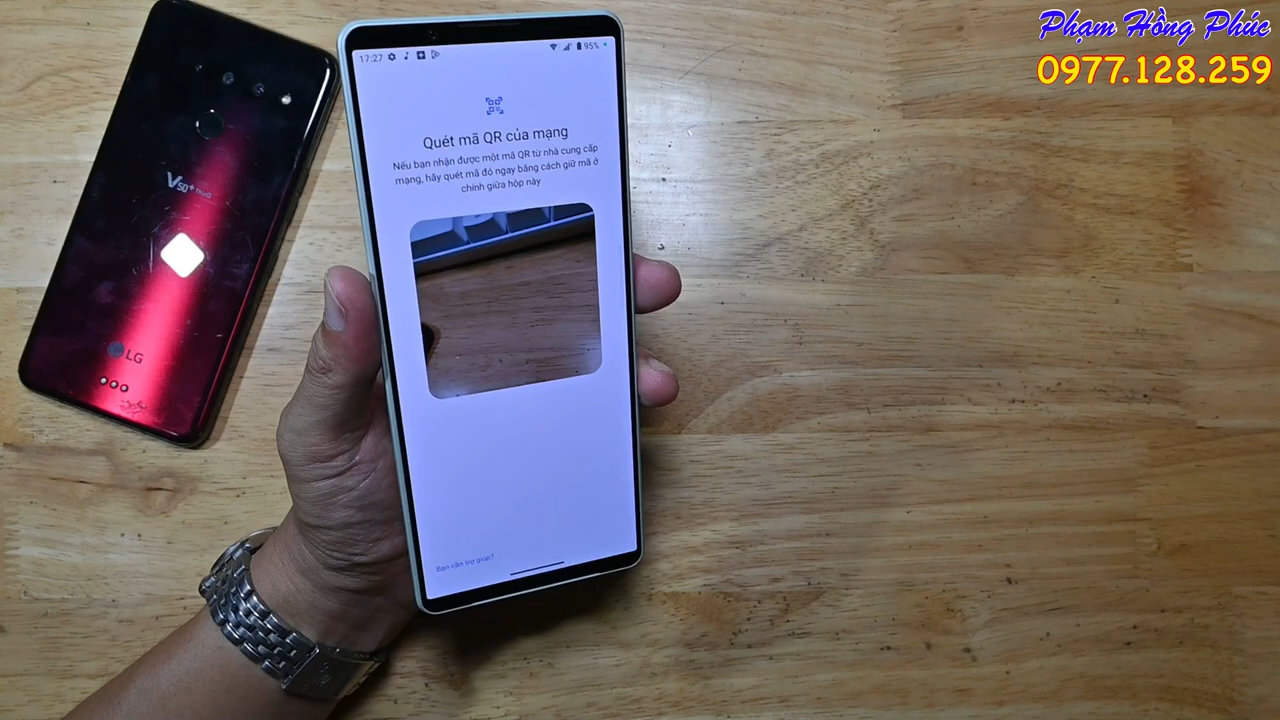 Phạm Hồng Phúc
0977.128.259
17:27
95%
Quét mã QR của mạng
Nếu bạn nhận được một mã QR từ nhà cung cấp
mạng, hãy quét mã đó ngay bằng cách giữ mã ở
chính giữa hộp này
Bạn cần trợ giúp?
V50+ ThinQ
LG